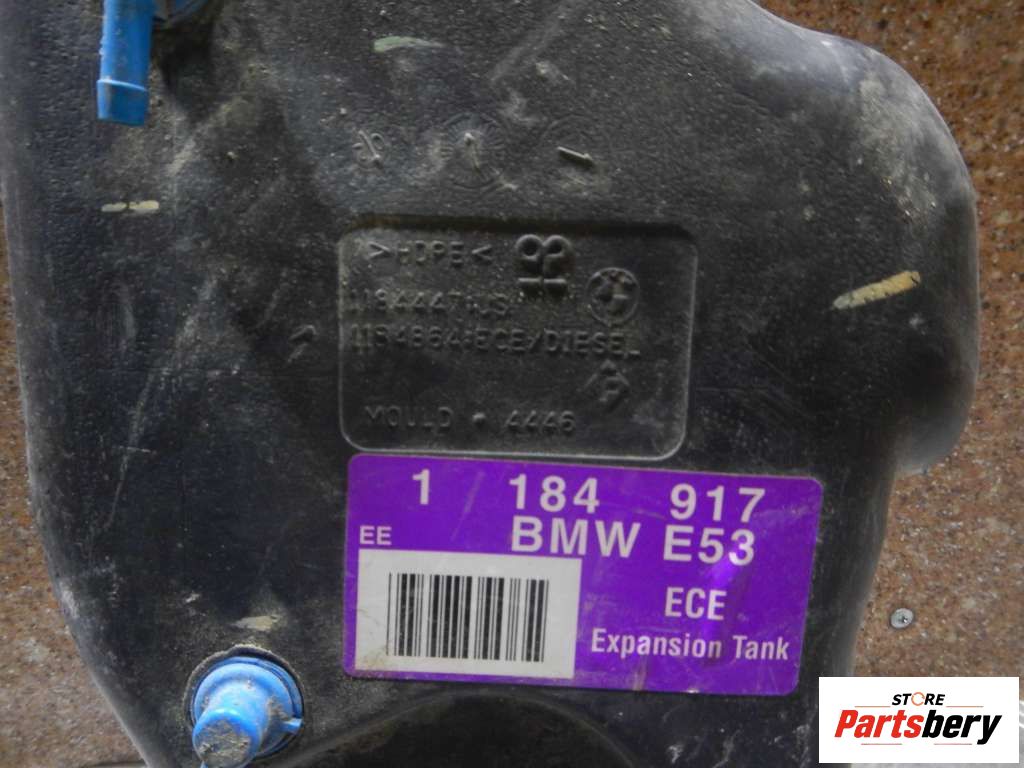 >HDPE<
1184447:US
1184864:ECE/DIESEL
MOULD • 4446
1 184 917
EE BMW E53
ECE
Expansion Tank
STORE
Partsbery